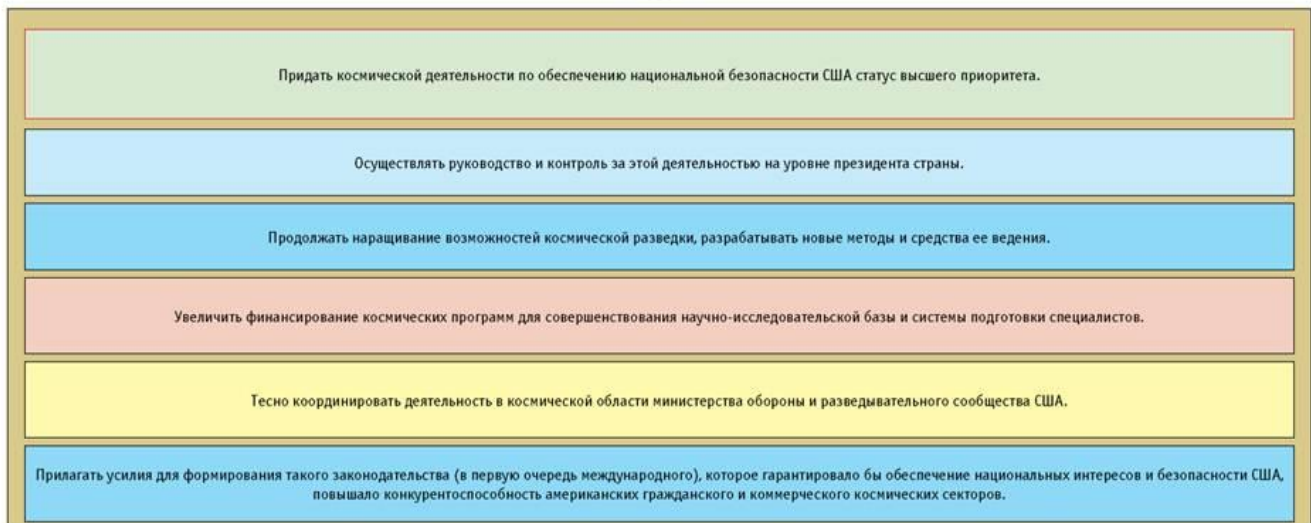 Придать космической деятельности по обеспечению национальной безопасности США статус высшего приоритета.
Осуществлять руководство и контроль за этой деятельностью на уровне президента страны.
Продолжать наращивание возможностей космической разведки, разрабатывать новые методы и средства ее ведения.
Увеличить финансирование космических программ для совершенствования научно-исследовательской базы и системы подготовки специалистов.
Тесно координировать деятельность в космической области министерства обороны и разведывательного сообщества США.
Прилагать усилия для формирования такого законодательства (в первую очередь международного), которое гарантировало бы обеспечение национальных интересов и безопасности США,
повышало конкурентоспособность американских гражданского и коммерческого космических секторов.